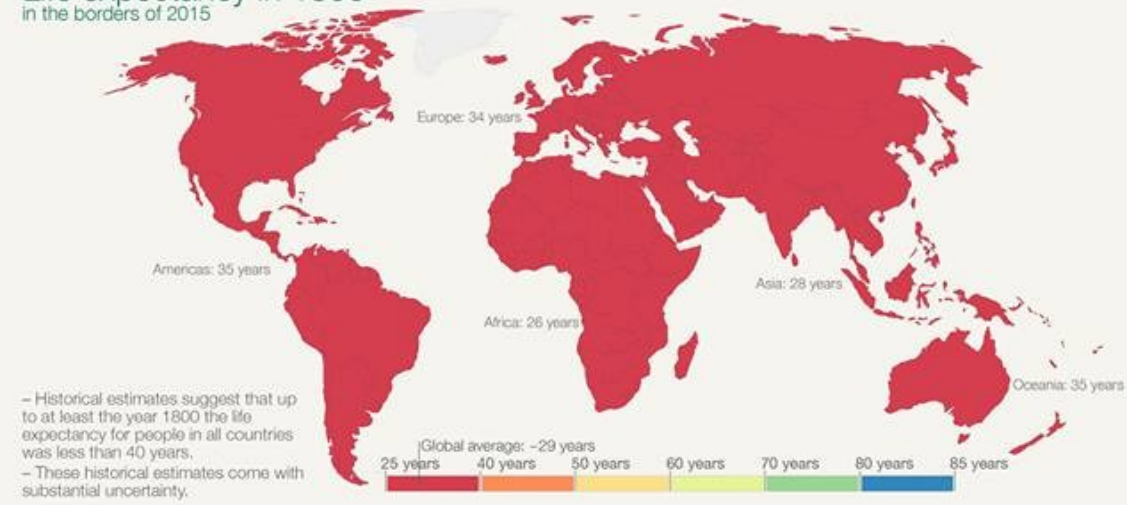 in the borders of 2015
Europe: 34 years
Americas: 35 years
Asia: 28 years
Africa: 26 years
Oceania: 35 years
– Historical estimates suggest that up
to at least the year 1800 the life
expectancy for people in all countries
was less than 40 years.
– These historical estimates come with
substantial uncertainty.
Global average: ~29 years
25 years 40 years 50 years 60 years 70 years 80 years 85 years